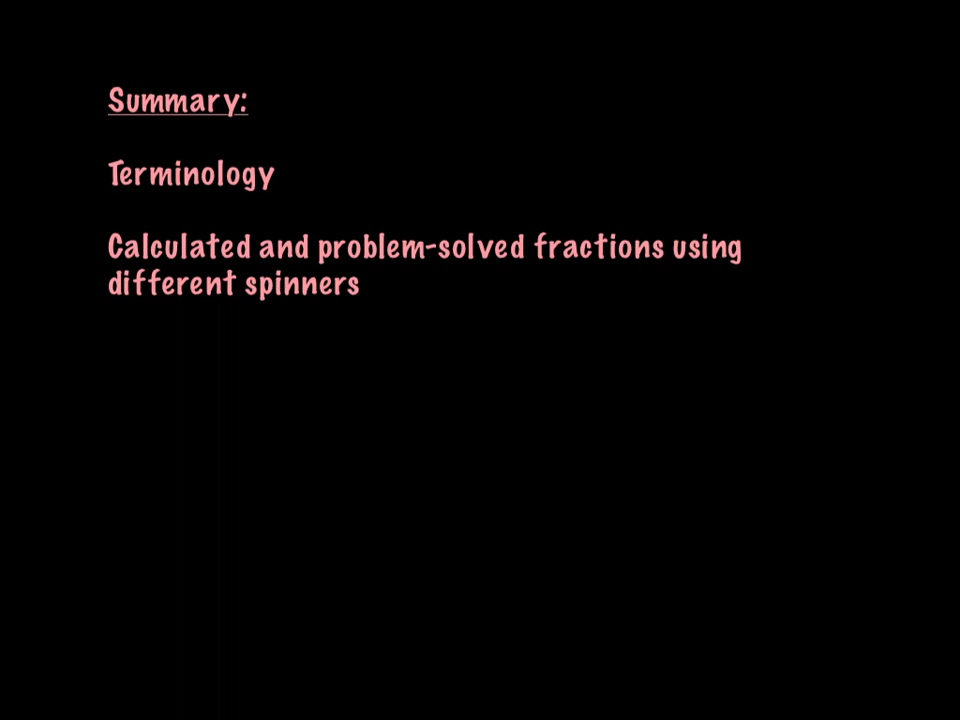 Summary:
Terminology
Calculated and problem-solved fractions using
different spinners